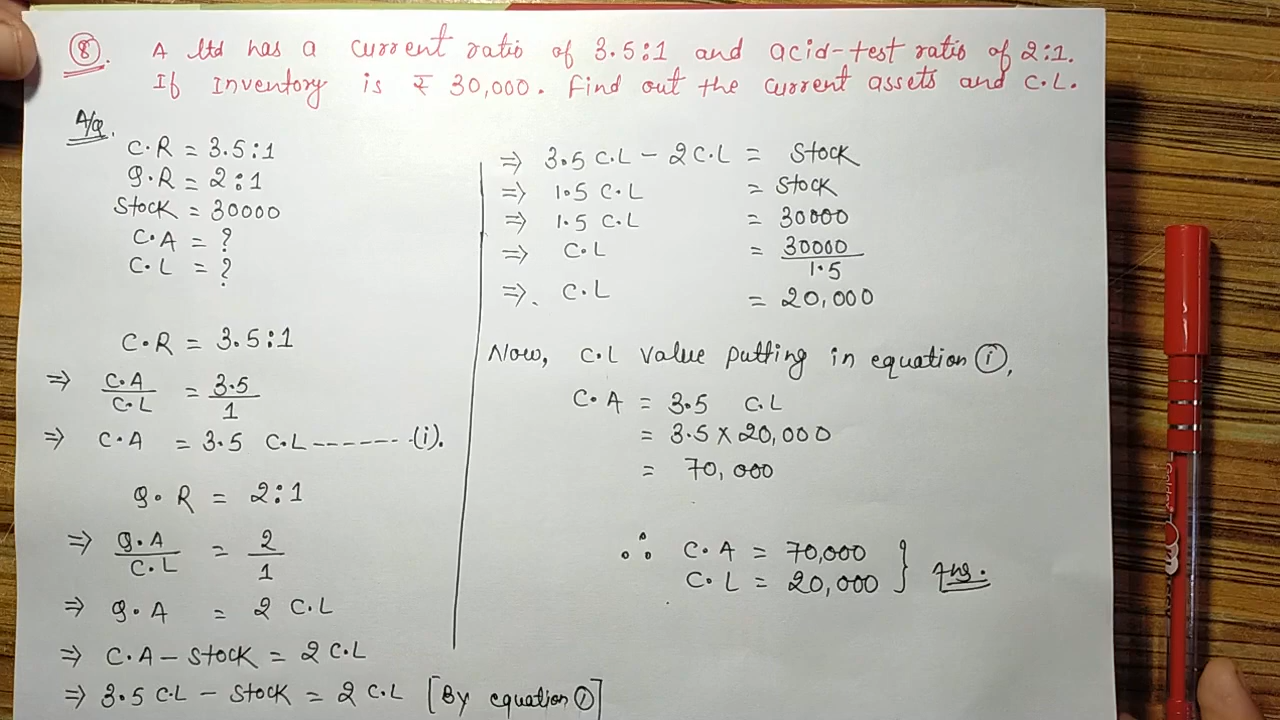 8. A ltd has a current ratio of 3.5:1 and acid-test ratio of 2:1.
If Inventory is ₹ 30,000. Find out the current assets and C.L.
A/q.
C.R = 3.5:1
Q.R = 2:1
Stock = 30000
C.A = ?
C.L = ?
C.R = 3.5:1
⇒ C.A / C.L = 3.5 / 1
⇒ C.A = 3.5 C.L ------- (i).
Q.R = 2:1
⇒ Q.A / C.L = 2 / 1
⇒ Q.A = 2 C.L
⇒ C.A - Stock = 2 C.L
⇒ 3.5 C.L - Stock = 2 C.L [By equation (i)]
⇒ 3.5 C.L - 2 C.L = Stock
⇒ 1.5 C.L = Stock
⇒ 1.5 C.L = 30000
⇒ C.L = 30000 / 1.5
⇒. C.L = 20,000
Now, C.L value putting in equation (i),
C.A = 3.5 C.L
= 3.5 × 20,000
= 70,000
∴ C.A = 70,000
C.L = 20,000 } Ans.